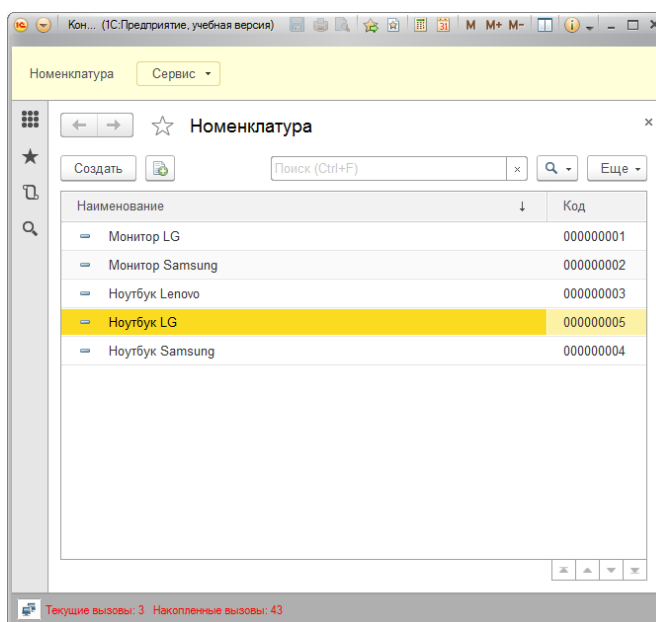 Кон... (1С:Предприятие, учебная версия) M M+ M-
Номенклатура Сервис
Номенклатура
Создать Поиск (Ctrl+F) × Еще
Наименование ↓ Код
Монитор LG 000000001
Монитор Samsung 000000002
Ноутбук Lenovo 000000003
Ноутбук LG 000000005
Ноутбук Samsung 000000004
Текущие вызовы: 3 Накопленные вызовы: 43